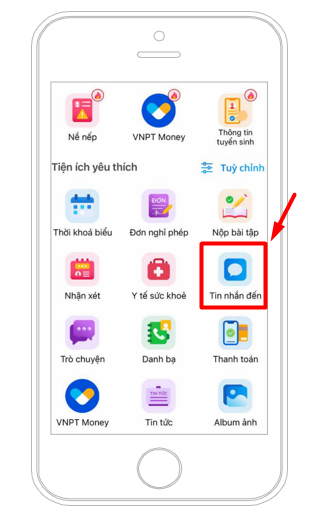 Nề nếp
VNPT Money
Thông tin
tuyển sinh
Tiện ích yêu thích
Tuỳ chỉnh
Thời khoá biểu
ĐƠN
Đơn nghỉ phép
Nộp bài tập
Nhận xét
Y tế sức khoẻ
Tin nhắn đến
Trò chuyện
Danh bạ
Thanh toán
VNPT Money
TIN TỨC
Tin tức
Album ảnh